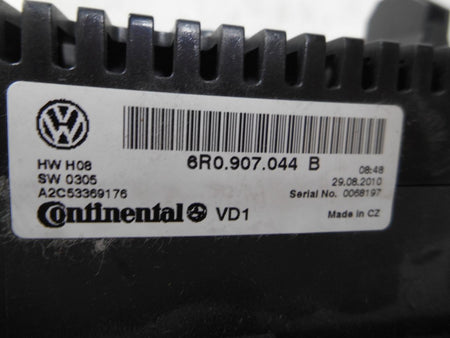 6R0.907.044 B
HW H08
SW 0305
A2C53369176
08:48
29.08.2010
Serial No. 0068197
Continental VD1
Made in CZ